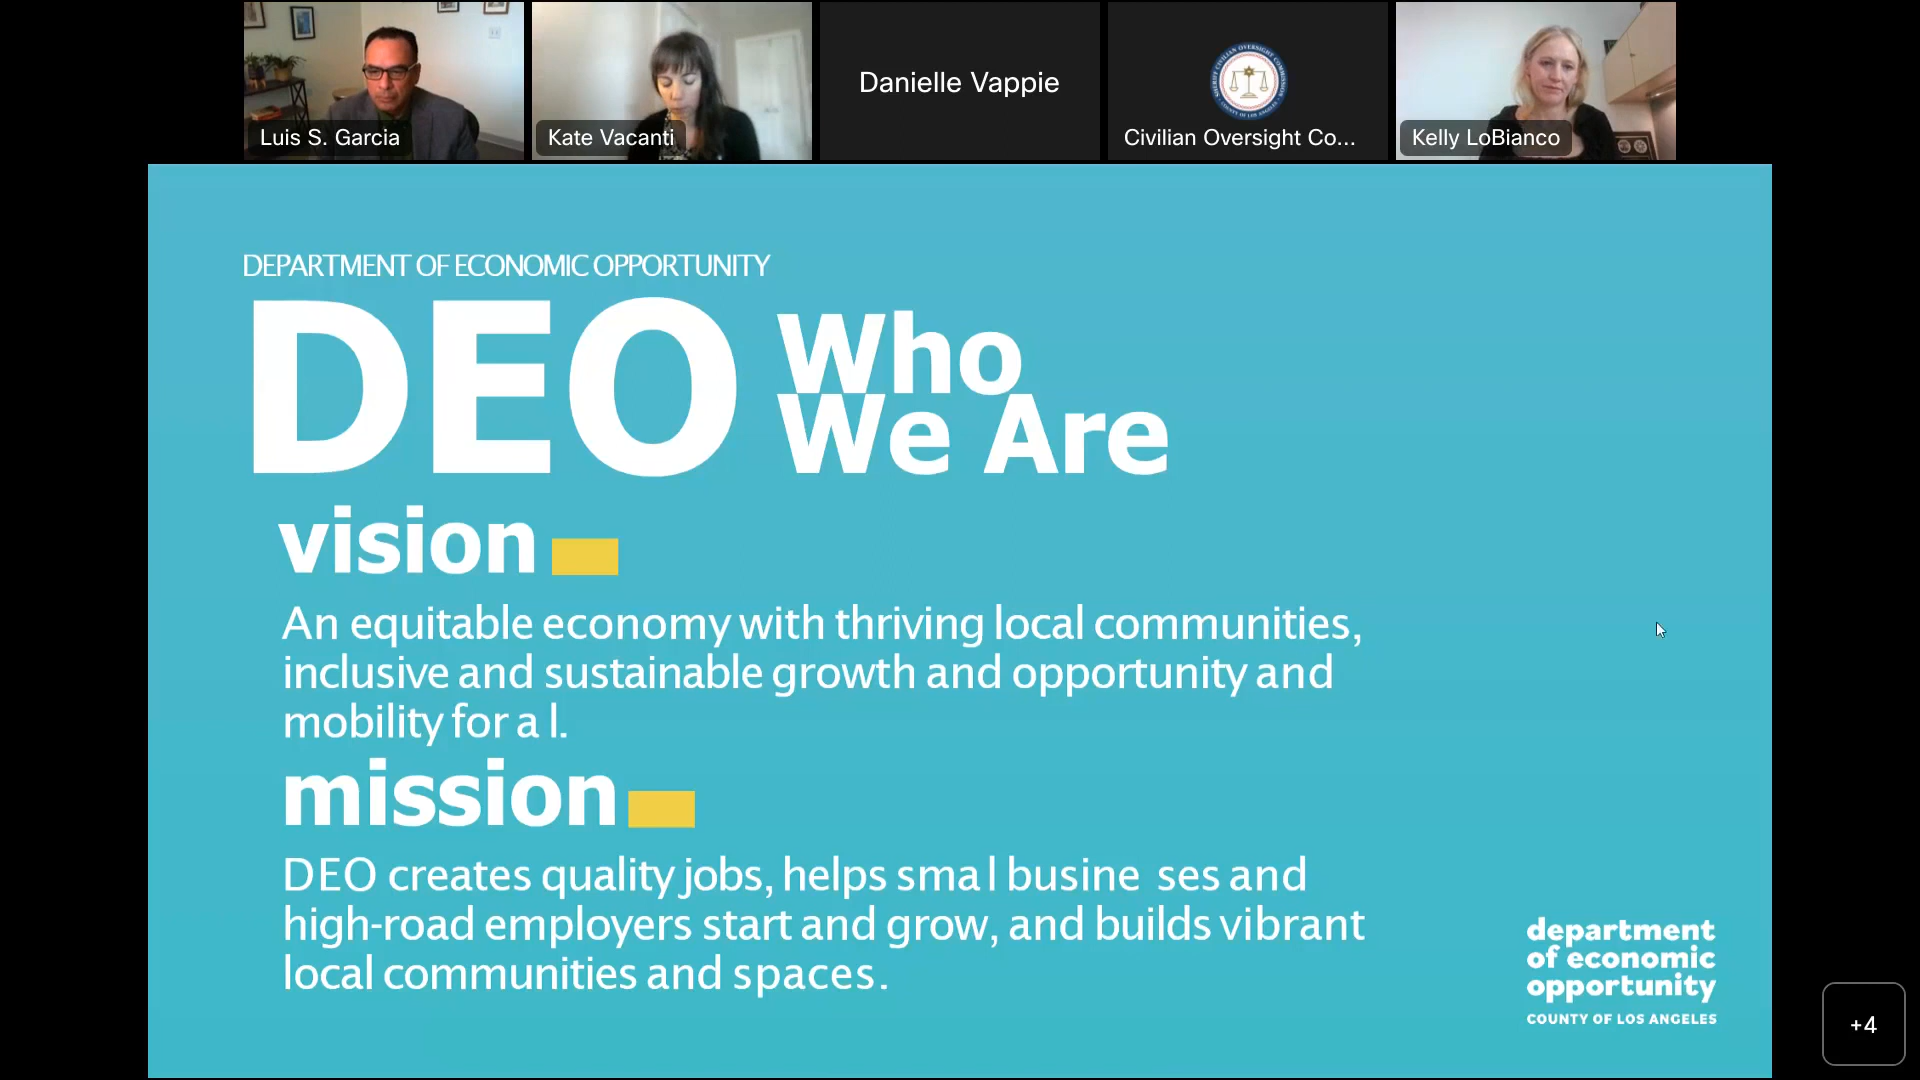 Luis S. Garcia
Kate Vacanti
Danielle Vappie
Civilian Oversight Co...
Kelly LoBianco
DEPARTMENT OF ECONOMIC OPPORTUNITY
DEO Who
We Are
vision
An equitable economy with thriving local communities,
inclusive and sustainable growth and opportunity and
mobility for a l.
mission
DEO creates quality jobs, helps sma l busine ses and
high-road employers start and grow, and builds vibrant
local communities and spaces.
department
of economic
opportunity
COUNTY OF LOS ANGELES
+4